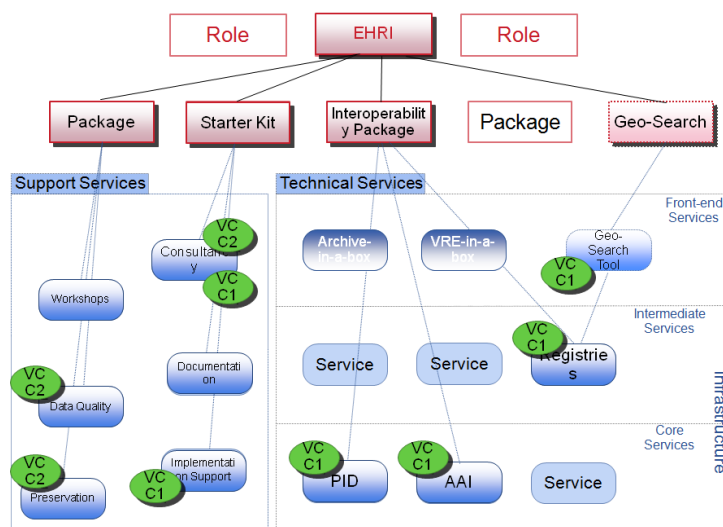 Role
EHRI
Role
Package
Starter Kit
Interoperabilit
y Package
Package
Geo-Search
Support Services
Technical Services
Front-end
Services
VC
C2
Consultan
y
VC
C1
Archive-
in-a-box
VRE-in-a-
box
Geo-
Search
Tool
VC
C1
Workshops
Intermediate
Services
VC
C1
Registrie
s
Documentati
on
Service
Service
VC
C2
Data Quality
Infrastructure
Core
Services
VC
C2
Preservation
VC
C1
Implementati
on Support
VC
C1
PID
VC
C1
AAI
Service